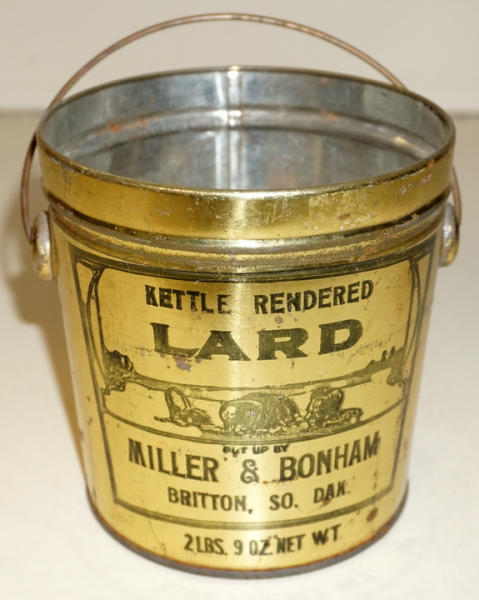 KETTLE RENDERED
LARD
PUT UP BY
MILLER & BONHAM
BRITTON, SO. DAK.
2 LBS. 9 OZ. NET WT.